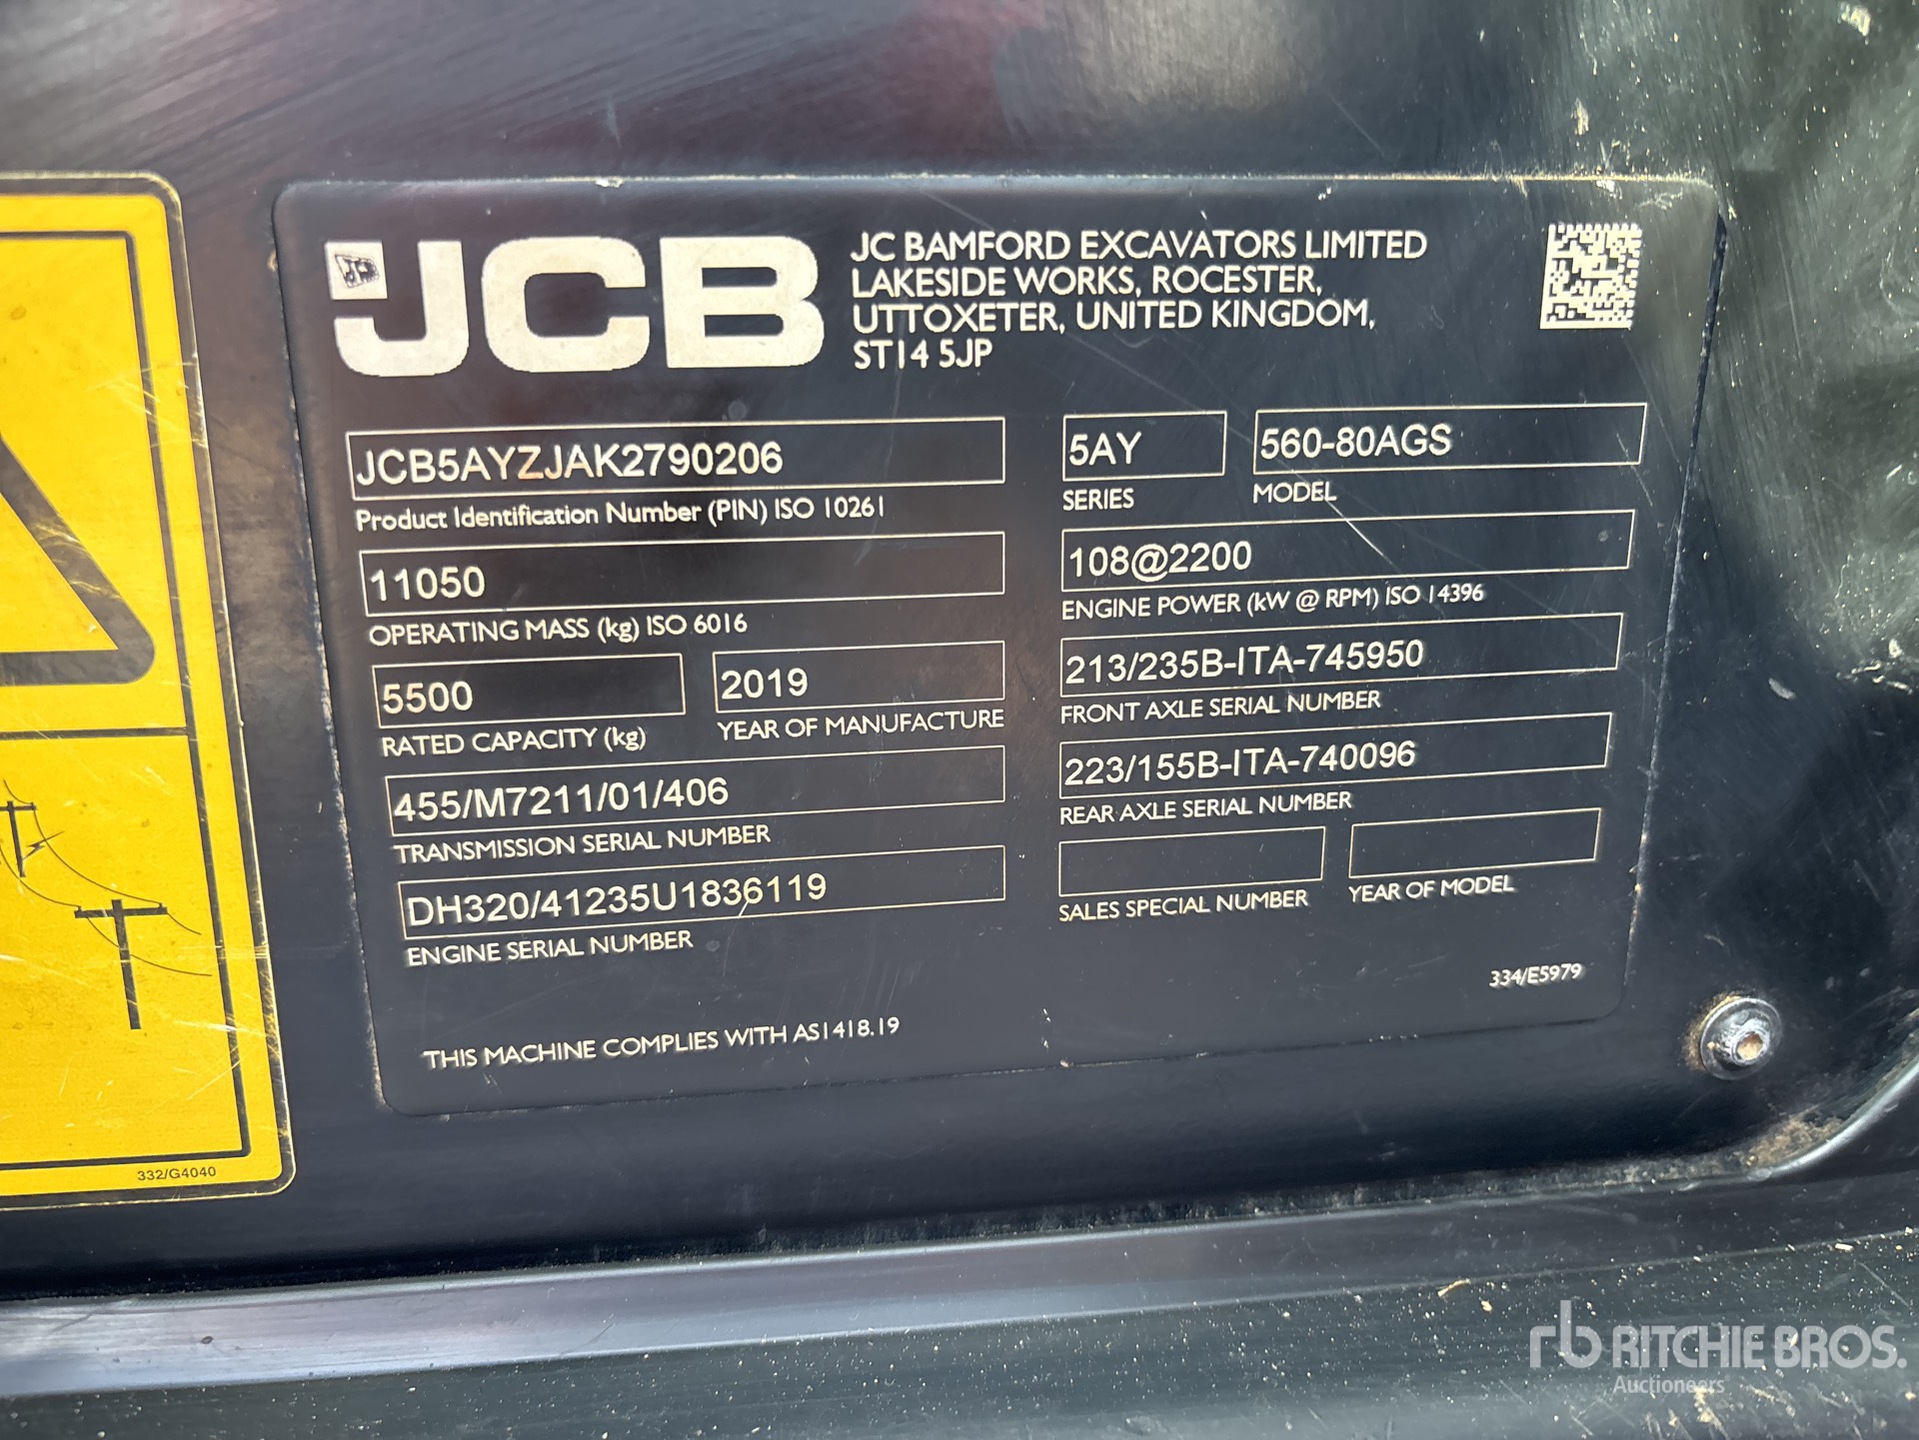 JCB
JCB
JC BAMFORD EXCAVATORS LIMITED
LAKESIDE WORKS, ROCESTER,
UTTOXETER, UNITED KINGDOM,
ST14 5JP
JCB5AYZJAK2790206
Product Identification Number (PIN) ISO 10261
11050
OPERATING MASS (kg) ISO 6016
5500
RATED CAPACITY (kg)
2019
YEAR OF MANUFACTURE
455/M7211/01/406
TRANSMISSION SERIAL NUMBER
DH320/41235U1836119
ENGINE SERIAL NUMBER
5AY
SERIES
560-80AGS
MODEL
108@2200
ENGINE POWER (kW @ RPM) ISO 14396
213/235B-ITA-745950
FRONT AXLE SERIAL NUMBER
223/155B-ITA-740096
REAR AXLE SERIAL NUMBER
SALES SPECIAL NUMBER
YEAR OF MODEL
334/E5979
THIS MACHINE COMPLIES WITH AS1418.19
332/G4040
rb RITCHIE BROS.
Auctioneers